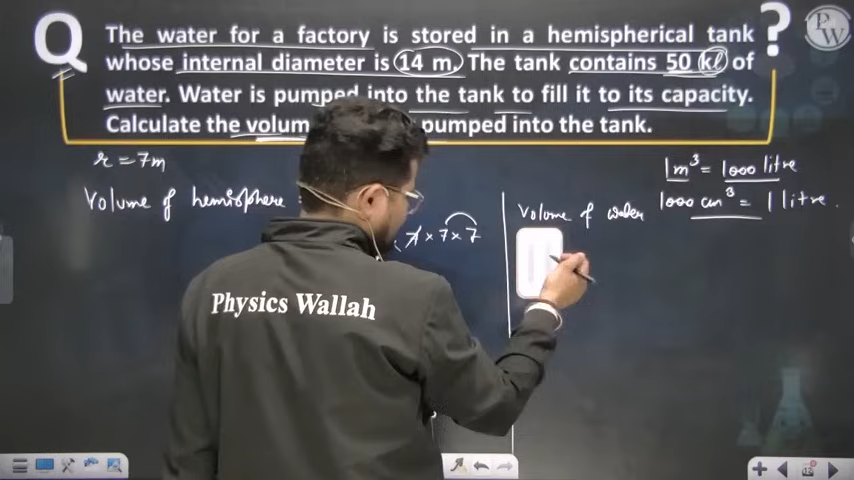 Q
The water for a factory is stored in a hemispherical tank
whose internal diameter is 14 m. The tank contains 50 kℓ of
water. Water is pumped into the tank to fill it to its capacity.
Calculate the volum pumped into the tank.
?
PW
r = 7m
Volume of hemisphere
7 × 7 × 7
Volume of water
1m³ = 1000 litre
1000 cm³ = 1 litre.
Physics Wallah